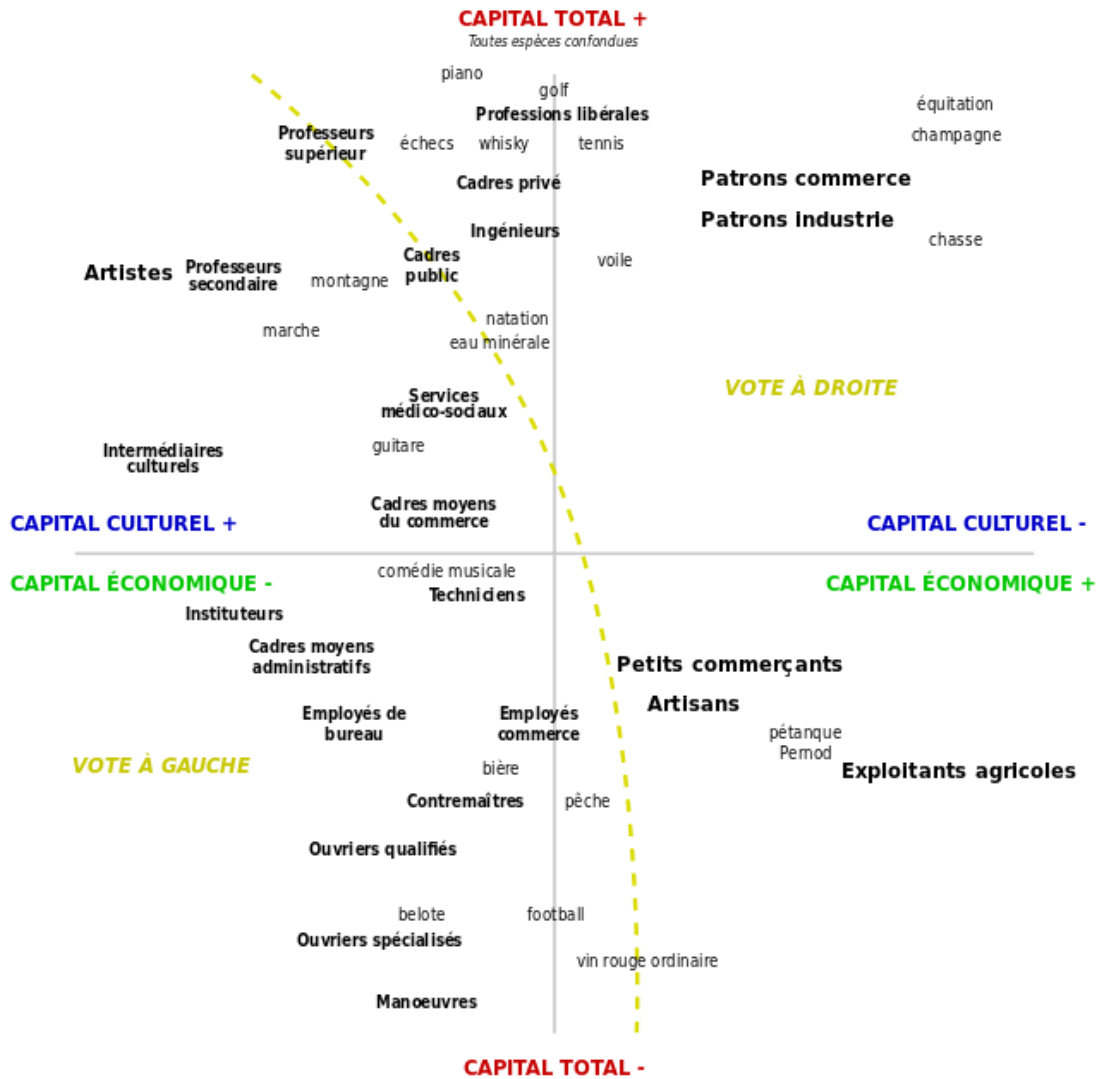 CAPITAL TOTAL +
Toutes espèces confondues
piano
golf
équitation
Professions libérales
Professeurs
supérieur
échecs
whisky
tennis
champagne
Cadres privé
Patrons commerce
Patrons industrie
Ingénieurs
chasse
Cadres
public
voile
Artistes
Professeurs
secondaire
montagne
natation
marche
eau minérale
VOTE À DROITE
Services
médico-sociaux
guitare
Intermédiaires
culturels
Cadres moyens
du commerce
CAPITAL CULTUREL +
CAPITAL CULTUREL -
CAPITAL ÉCONOMIQUE -
CAPITAL ÉCONOMIQUE +
comédie musicale
Techniciens
Instituteurs
Cadres moyens
administratifs
Petits commerçants
Artisans
Employés de
bureau
Employés
commerce
pétanque
Pernod
VOTE À GAUCHE
bière
Exploitants agricoles
Contremaîtres
pêche
Ouvriers qualifiés
belote
football
Ouvriers spécialisés
vin rouge ordinaire
Manoeuvres
CAPITAL TOTAL -